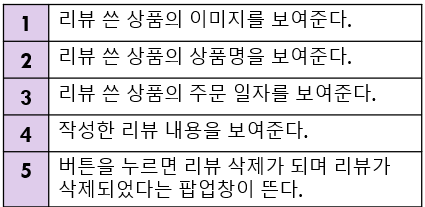 1 리뷰 쓴 상품의 이미지를 보여준다.
2 리뷰 쓴 상품의 상품명을 보여준다.
3 리뷰 쓴 상품의 주문 일자를 보여준다.
4 작성한 리뷰 내용을 보여준다.
5 버튼을 누르면 리뷰 삭제가 되며 리뷰가
삭제되었다는 팝업창이 뜬다.